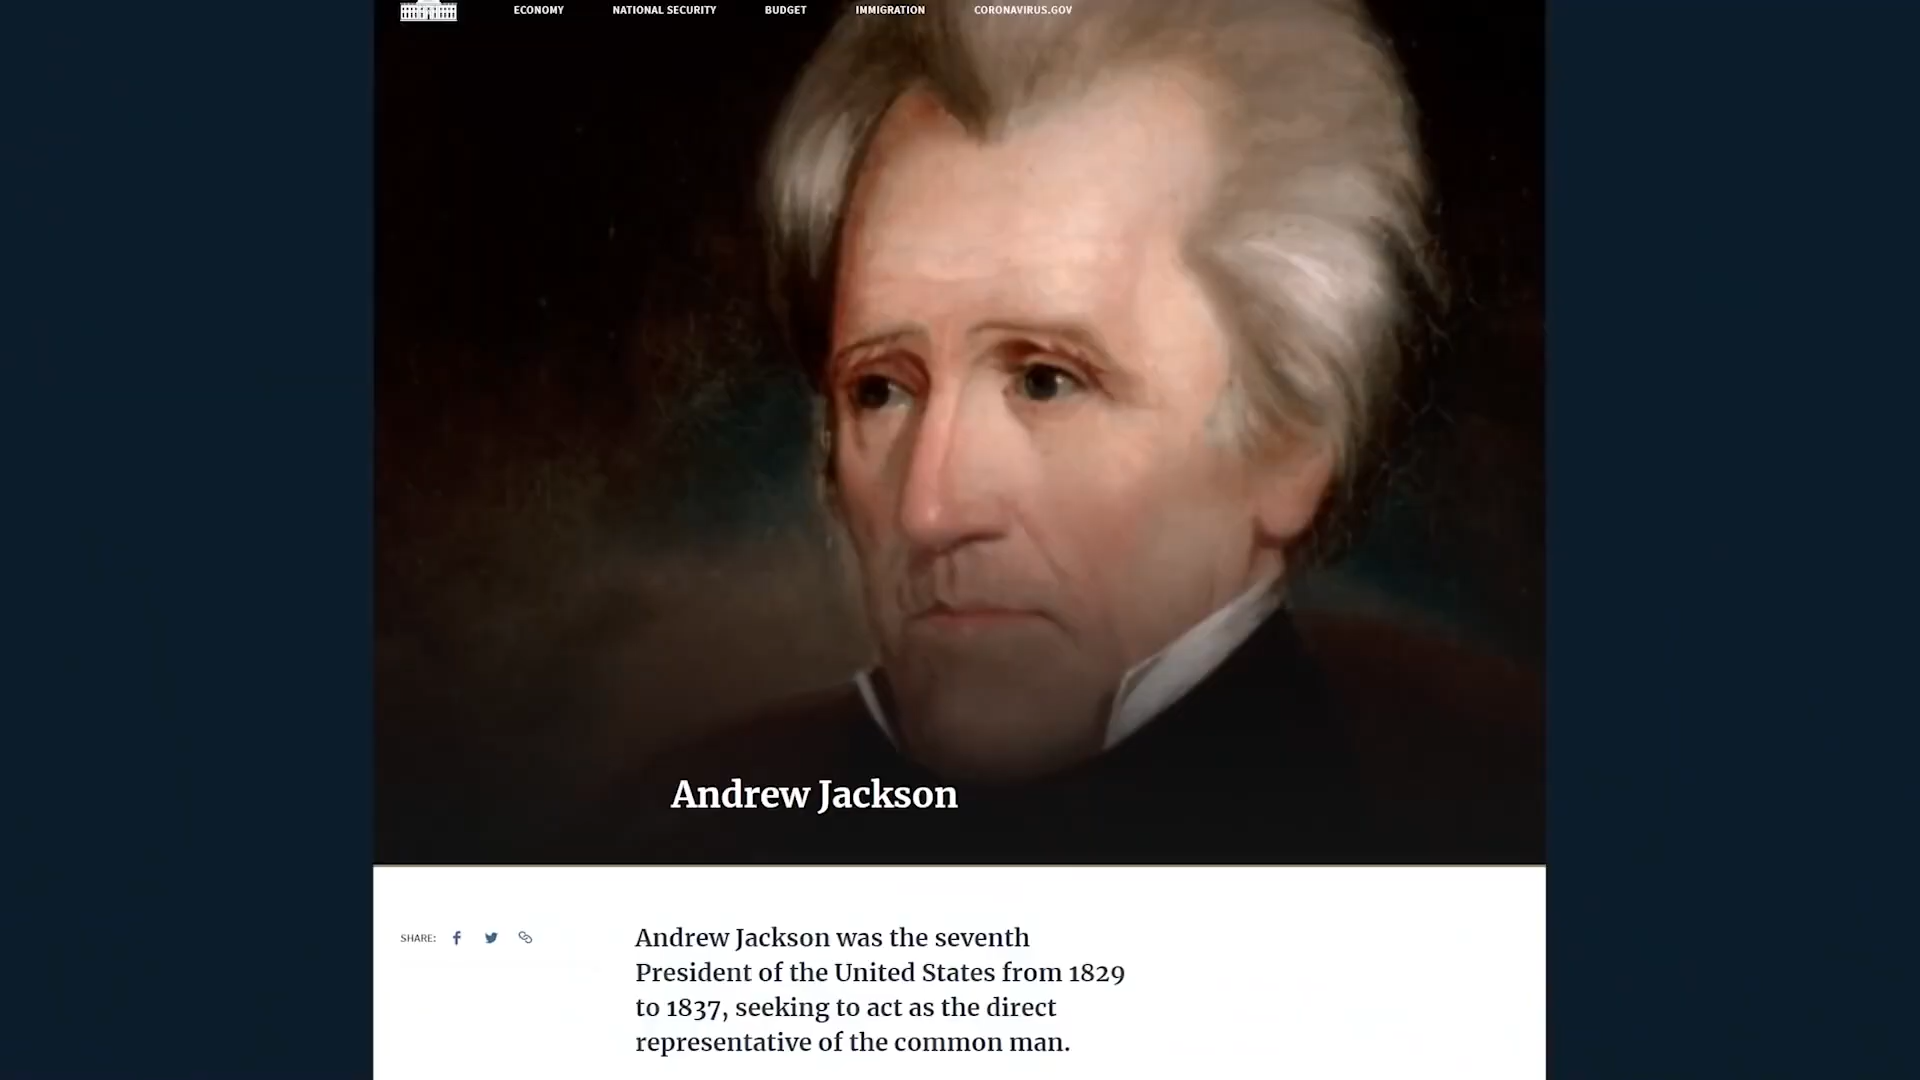 ECONOMY NATIONAL SECURITY BUDGET IMMIGRATION CORONAVIRUS.GOV
Andrew Jackson
SHARE:
Andrew Jackson was the seventh
President of the United States from 1829
to 1837, seeking to act as the direct
representative of the common man.